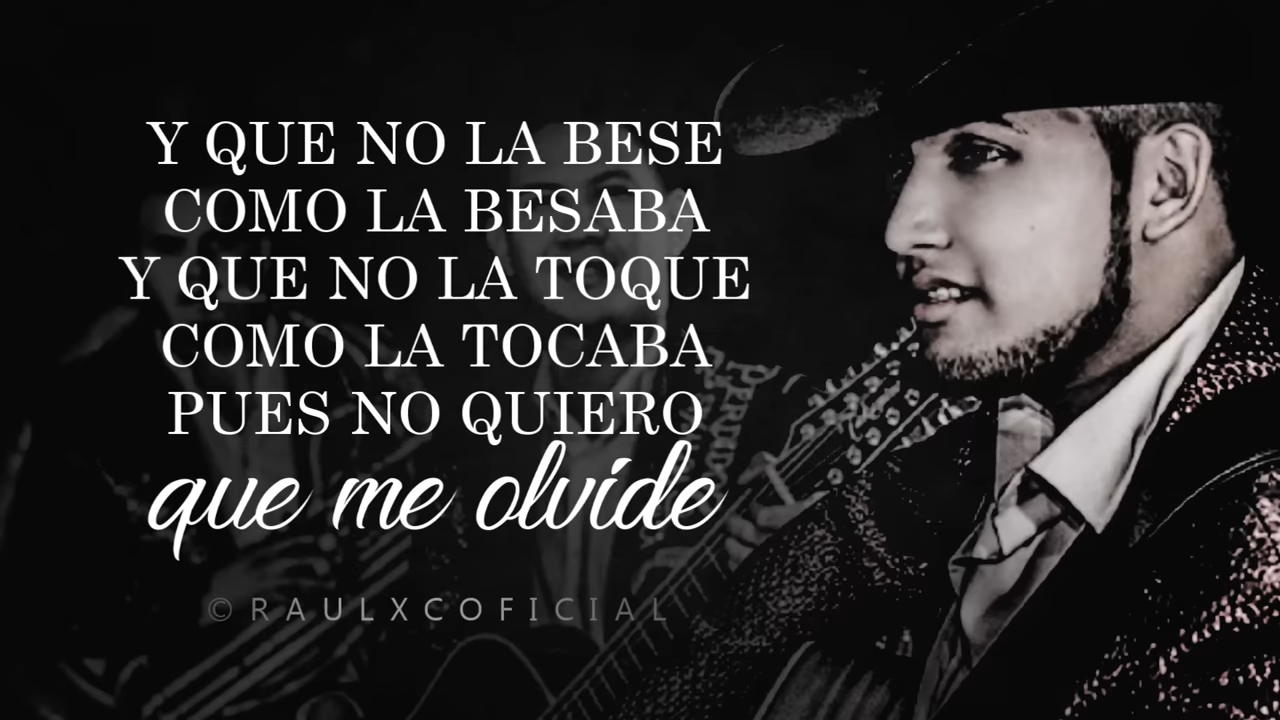 Y QUE NO LA BESE
COMO LA BESABA
Y QUE NO LA TOQUE
COMO LA TOCABA
PUES NO QUIERO
que me olvide
©RAULXCOFICIAL